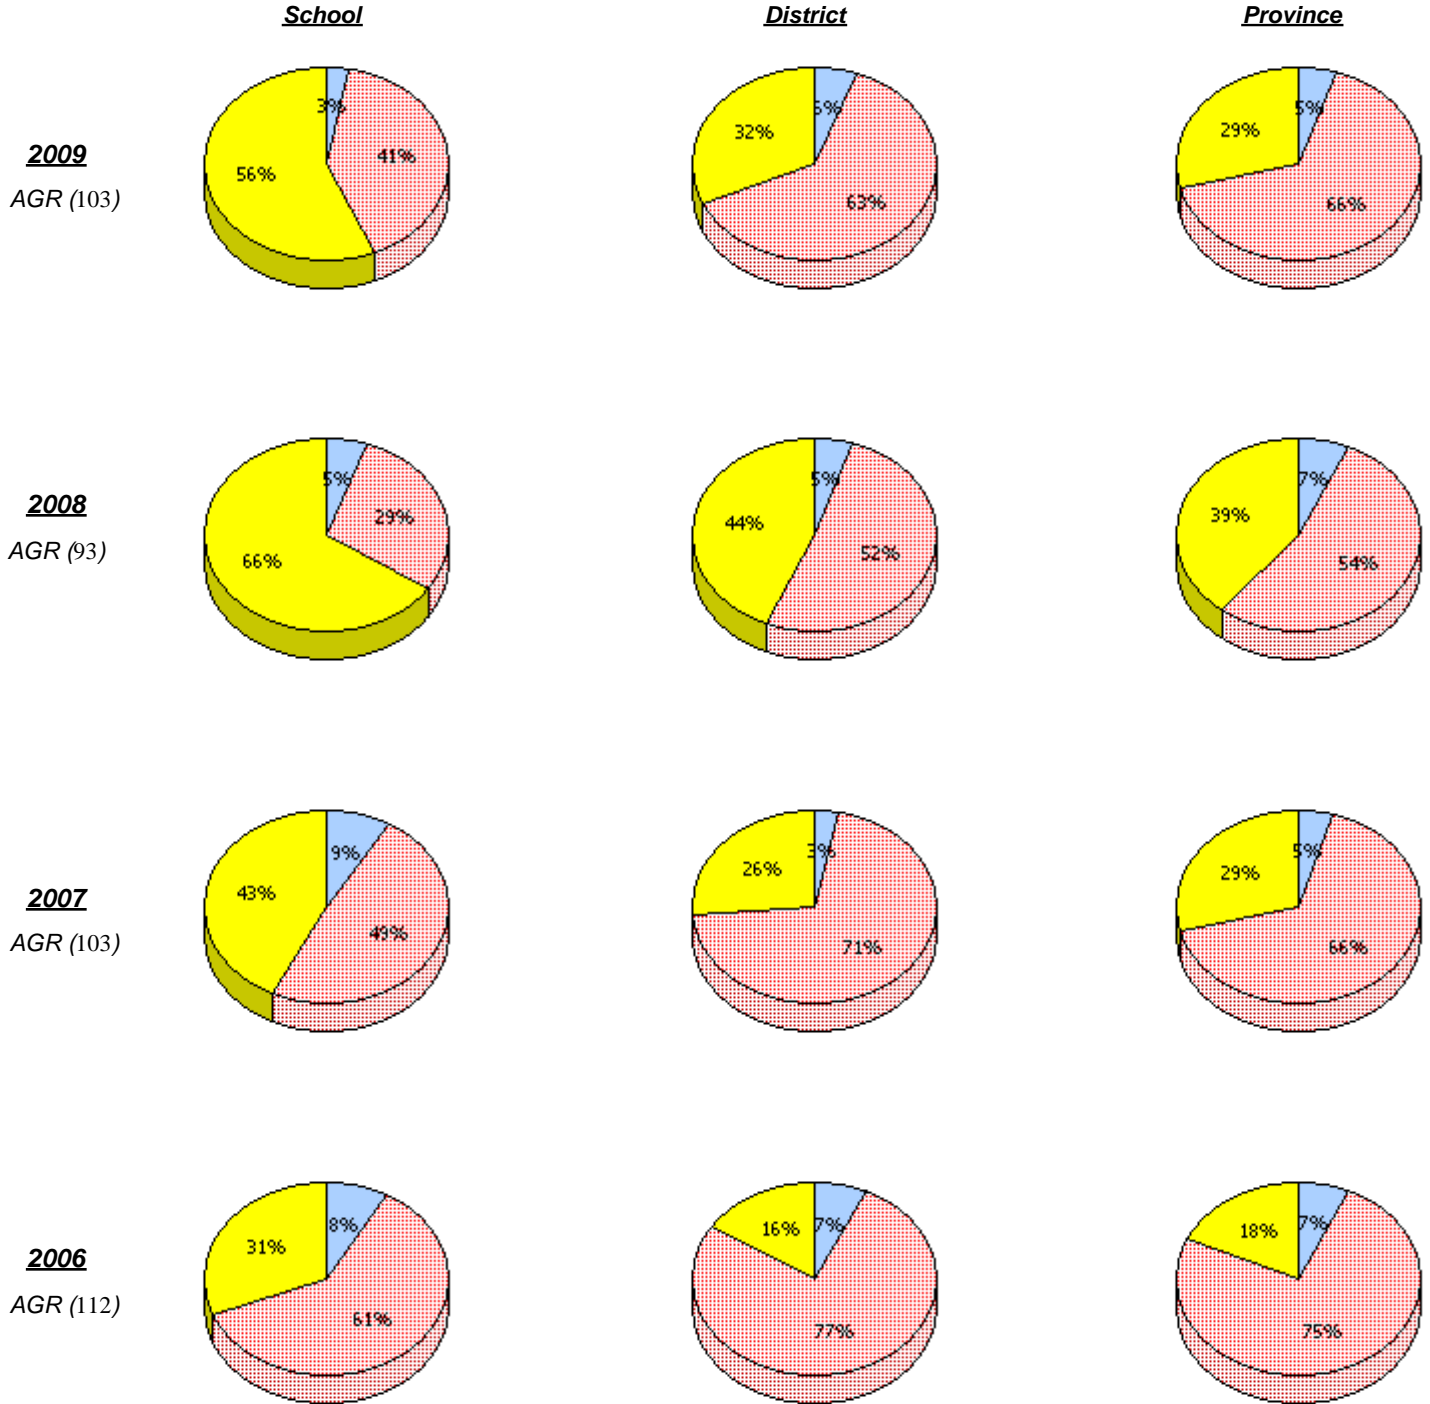 School District Province
3% 5% 5%
32% 29%
2009
41%
56%
AGR (103)
63% 66%
5% 5% 7%
2008
29% 44% 39%
AGR (93)
66% 52% 54%
9% 3% 5%
43% 26% 29%
2007
49% 71% 66%
AGR (103)
8% 7% 7%
31% 16% 18%
2006
AGR (112)
61% 77% 75%